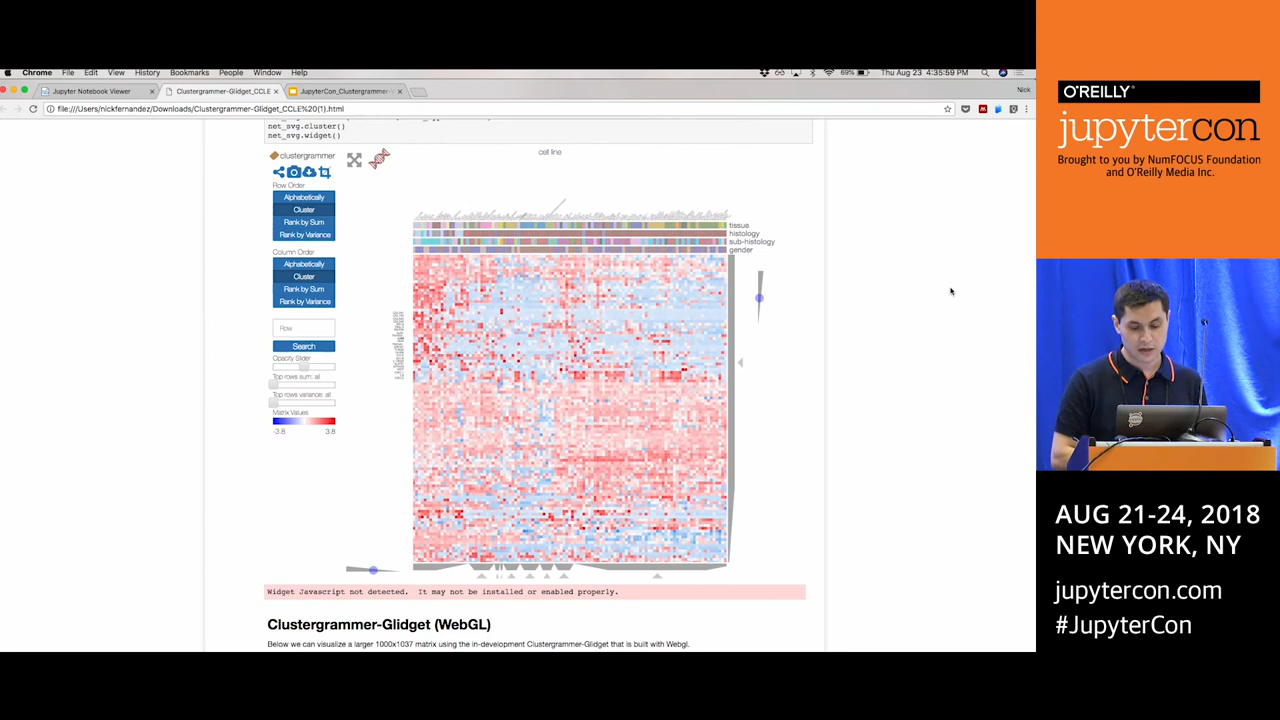 Chrome File Edit View History Bookmarks People Window Help
69% Thu Aug 23 4:35:59 PM
Jupyter Notebook Viewer
Clustergrammer-Glidget_CCLE
JupyterCon_Clustergrammer-
Nick
file:///Users/nickfernandez/Downloads/Clustergrammer-Glidget_CCLE%20(1).html
net_svg.cluster()
net_svg.widget()
clustergrammer
cell line
Row Order
Alphabetically
Cluster
Rank by Sum
Rank by Variance
Column Order
Alphabetically
Cluster
Rank by Sum
Rank by Variance
Row
Search
Opacity Slider
Top rows sum: all
Top rows variance: all
Matrix Values
-3.8 3.8
tissue
histology
sub-histology
gender
Widget Javascript not detected. It may not be installed or enabled properly.
Clustergrammer-Glidget (WebGL)
Below we can visualize a larger 1000x1037 matrix using the in-development Clustergrammer-Glidget that is built with Webgl.
O'REILLY®
jupytercon
Brought to you by NumFOCUS Foundation
and O'Reilly Media Inc.
AUG 21-24, 2018
NEW YORK, NY
jupytercon.com
#JupyterCon